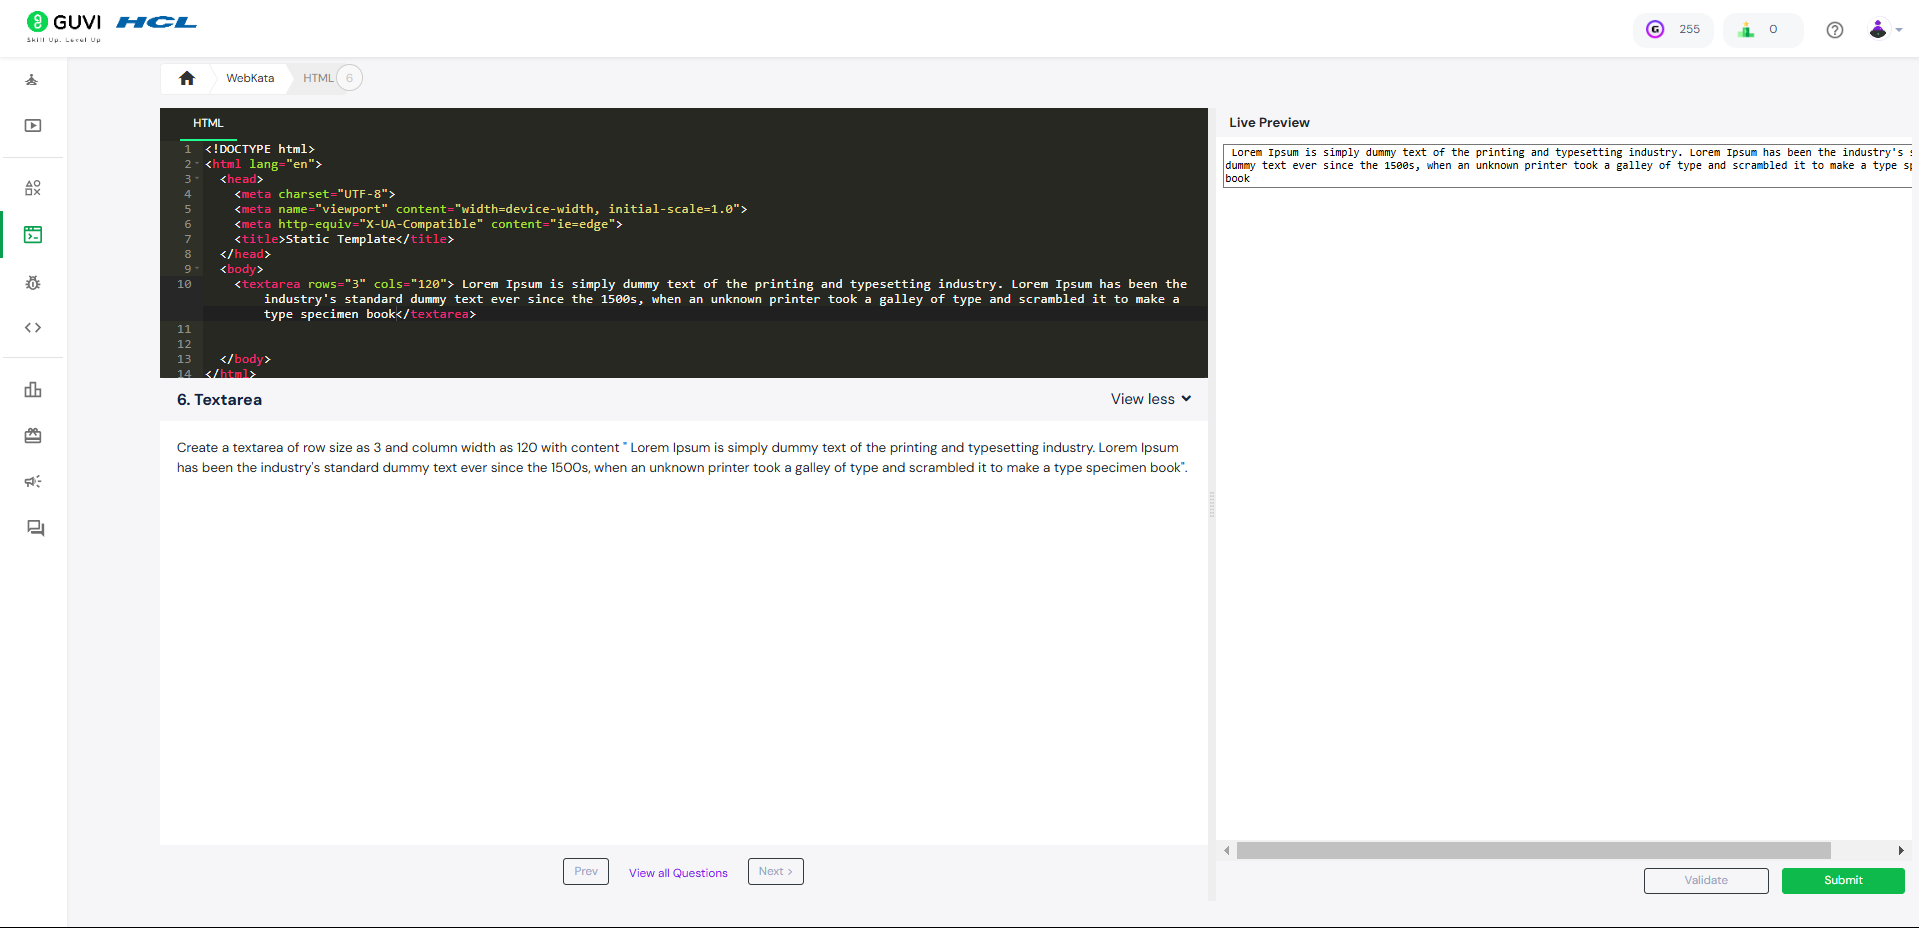 GUVI HCL
Skill Up. Level Up
255
0
WebKata
HTML 6
HTML
1 <!DOCTYPE html>
2 <html lang="en">
3 <head>
4 <meta charset="UTF-8">
5 <meta name="viewport" content="width=device-width, initial-scale=1.0">
6 <meta http-equiv="X-UA-Compatible" content="ie=edge">
7 <title>Static Template</title>
8 </head>
9 <body>
10 <textarea rows="3" cols="120"> Lorem Ipsum is simply dummy text of the printing and typesetting industry. Lorem Ipsum has been the
industry's standard dummy text ever since the 1500s, when an unknown printer took a galley of type and scrambled it to make a
type specimen book</textarea>
11
12
13 </body>
14 </html>
6. Textarea
View less
Create a textarea of row size as 3 and column width as 120 with content " Lorem Ipsum is simply dummy text of the printing and typesetting industry. Lorem Ipsum
has been the industry's standard dummy text ever since the 1500s, when an unknown printer took a galley of type and scrambled it to make a type specimen book".
Prev
View all Questions
Next >
Live Preview
Lorem Ipsum is simply dummy text of the printing and typesetting industry. Lorem Ipsum has been the industry's
dummy text ever since the 1500s, when an unknown printer took a galley of type and scrambled it to make a type
book
Validate
Submit